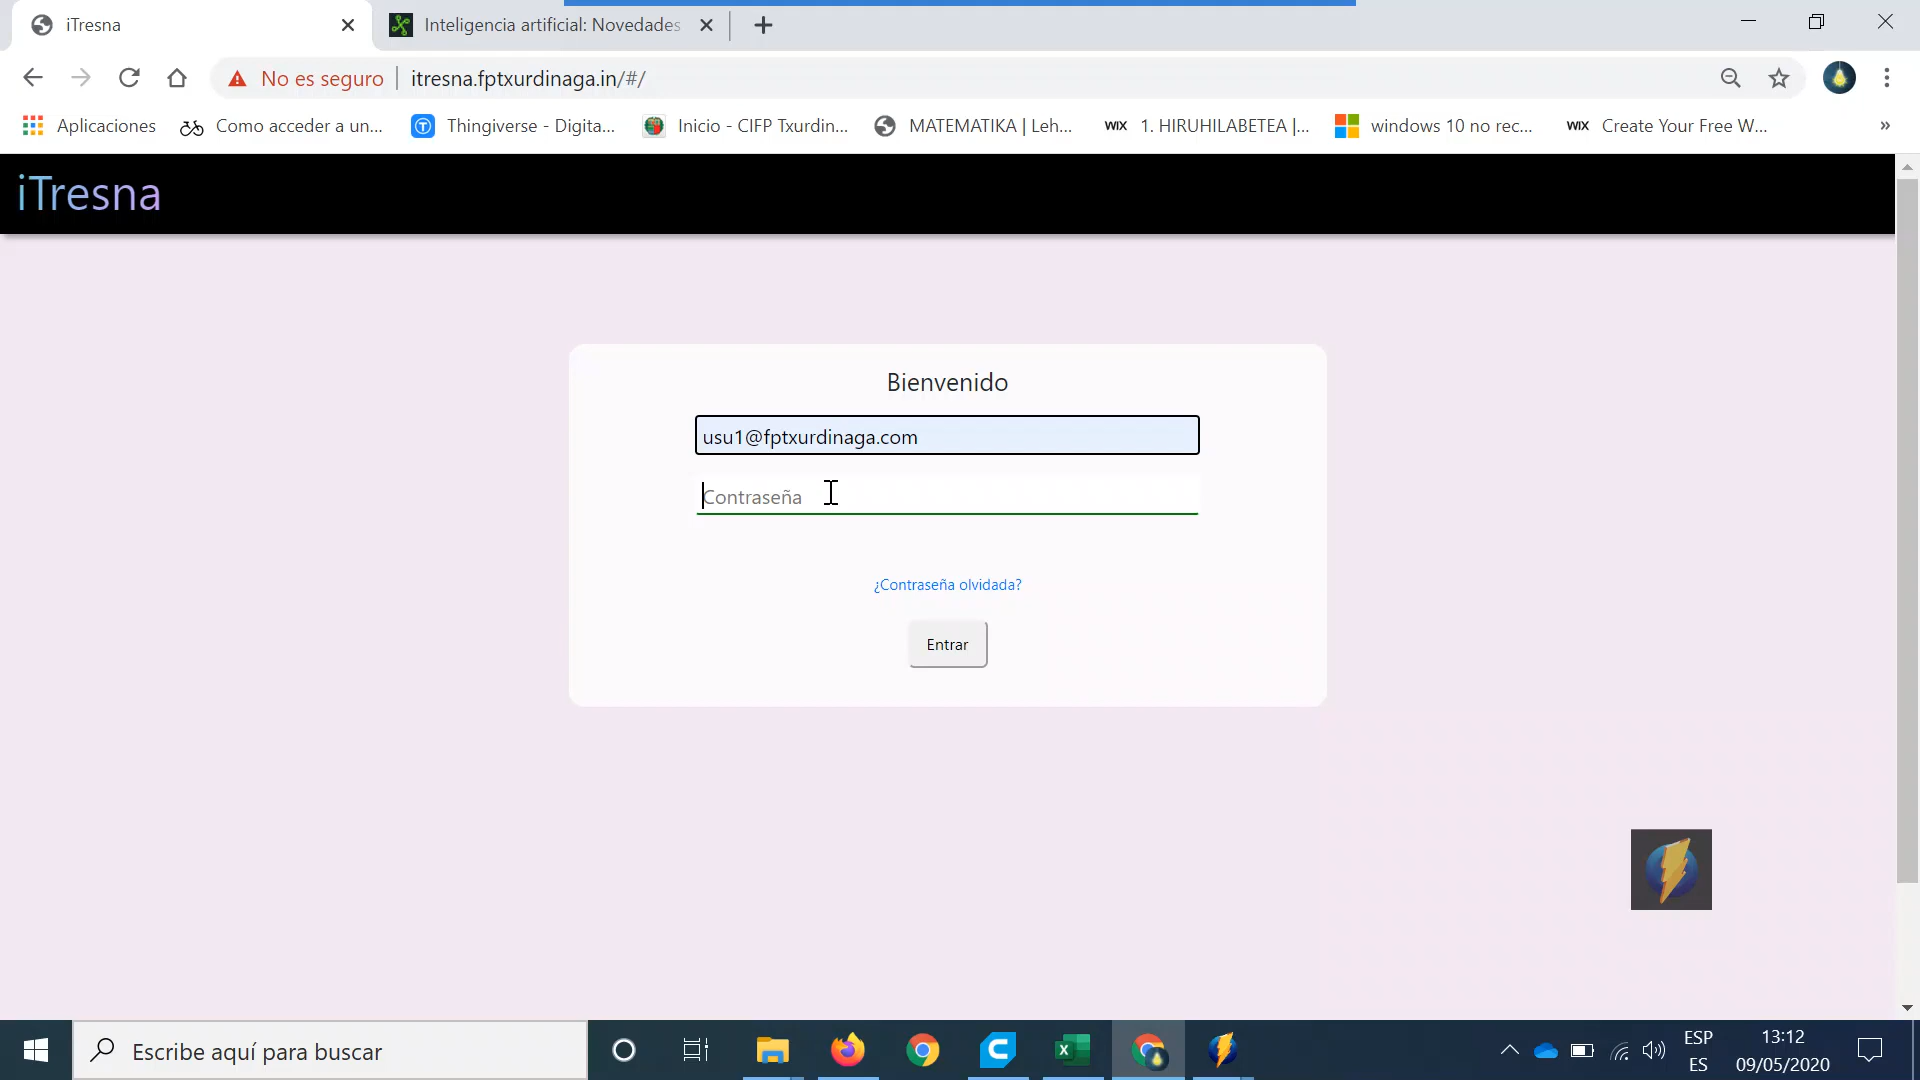 iTresna
Inteligencia artificial: Novedades
No es seguro
itresna.fptxurdinaga.in/#/
Aplicaciones
Como acceder a un...
Thingiverse - Digita...
Inicio - CIFP Txurdin...
MATEMATIKA | Leh...
WIX
1. HIRUHILABETEA |...
windows 10 no rec...
WIX
Create Your Free W...
»
iTresna
Bienvenido
usu1@fptxurdinaga.com
Contraseña
¿Contraseña olvidada?
Entrar
Escribe aquí para buscar
ESP
ES
13:12
09/05/2020